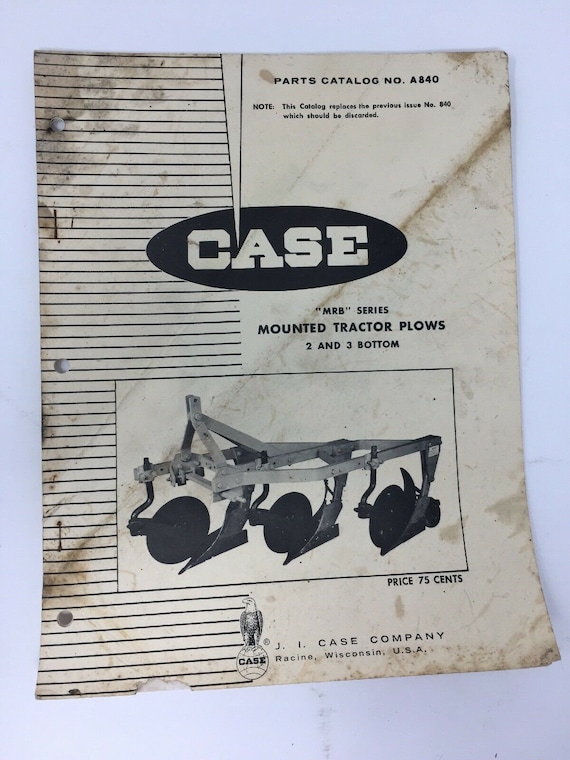 PARTS CATALOG NO. A840
NOTE: This Catalog replaces the previous issue No. 840
which should be discarded.
CASE
"MRB" SERIES
MOUNTED TRACTOR PLOWS
2 AND 3 BOTTOM
PRICE 75 CENTS
®
CASE
J. I. CASE COMPANY
Racine, Wisconsin, U.S.A.